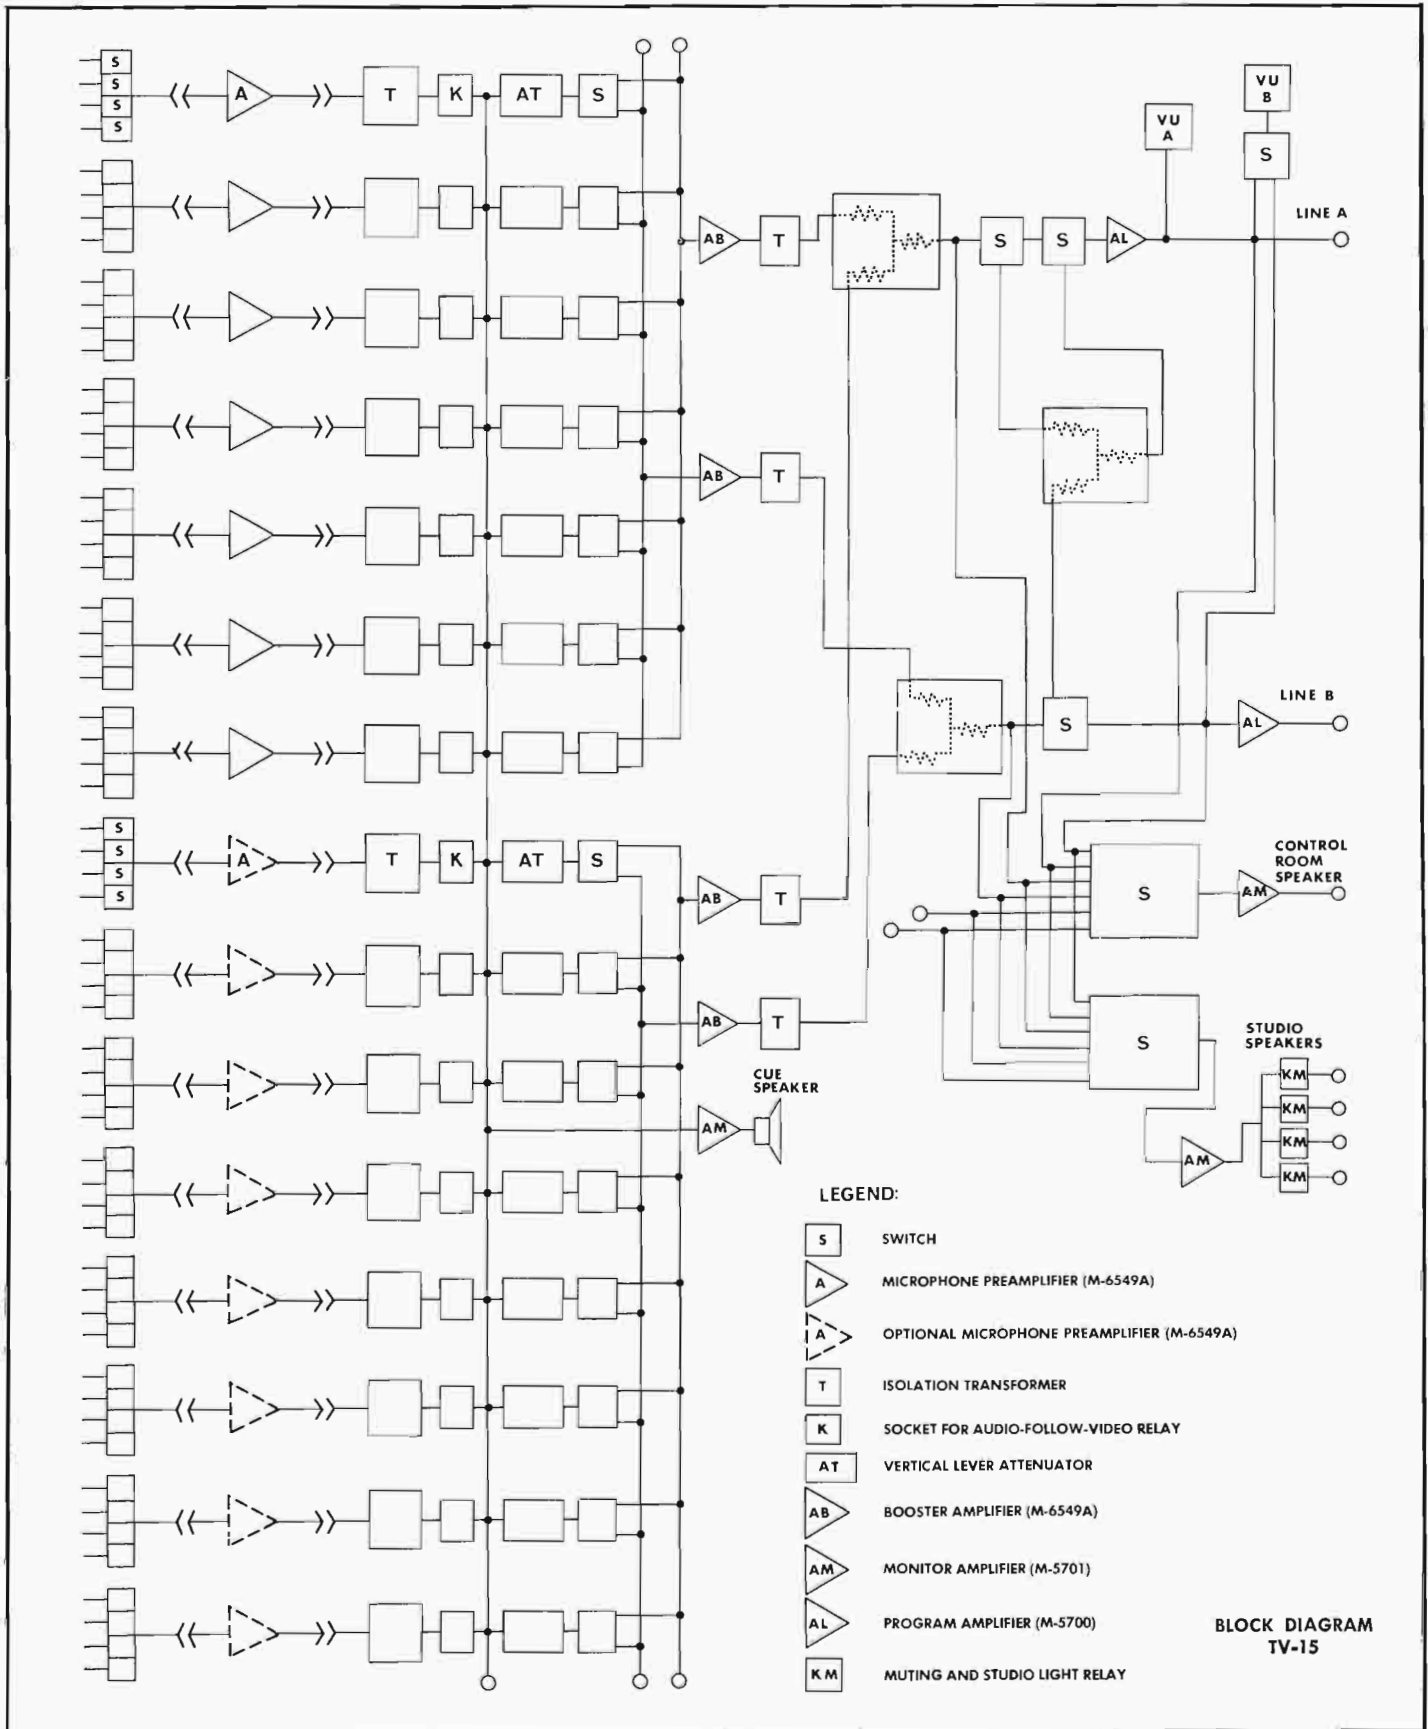 S
S
S
S
A
T
K
AT
S
VU
A
VU
B
S
LINE A
AB
T
S
S
AL
AB
T
LINE B
S
AL
S
S
S
S
A
T
K
AT
S
AB
T
S
CONTROL
ROOM
SPEAKER
AM
AB
T
S
STUDIO
SPEAKERS
KM
KM
KM
KM
AM
CUE
SPEAKER
AM
LEGEND:
S SWITCH
A MICROPHONE PREAMPLIFIER (M-6549A)
A OPTIONAL MICROPHONE PREAMPLIFIER (M-6549A)
T ISOLATION TRANSFORMER
K SOCKET FOR AUDIO-FOLLOW-VIDEO RELAY
AT VERTICAL LEVER ATTENUATOR
AB BOOSTER AMPLIFIER (M-6549A)
AM MONITOR AMPLIFIER (M-5701)
AL PROGRAM AMPLIFIER (M-5700)
KM MUTING AND STUDIO LIGHT RELAY
BLOCK DIAGRAM
TV-15